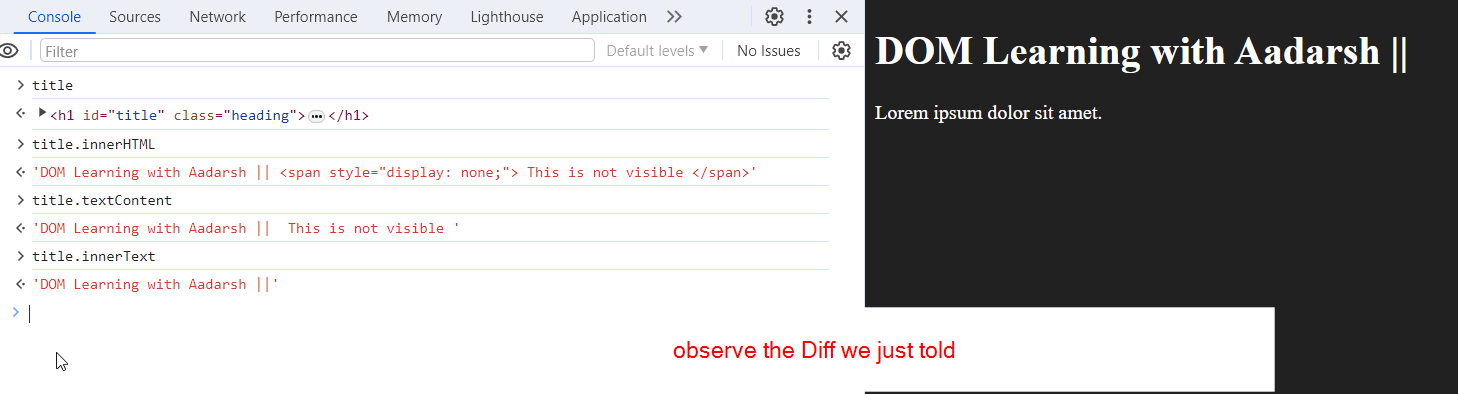 Console Sources Network Performance Memory Lighthouse Application
Filter Default levels ▼ No Issues
> title
<h1 id="title" class="heading">…</h1>
> title.innerHTML
'DOM Learning with Aadarsh || <span style="display: none;"> This is not visible </span>'
> title.textContent
'DOM Learning with Aadarsh ||  This is not visible '
> title.innerText
'DOM Learning with Aadarsh ||'
>
DOM Learning with Aadarsh ||
Lorem ipsum dolor sit amet.
observe the Diff we just told